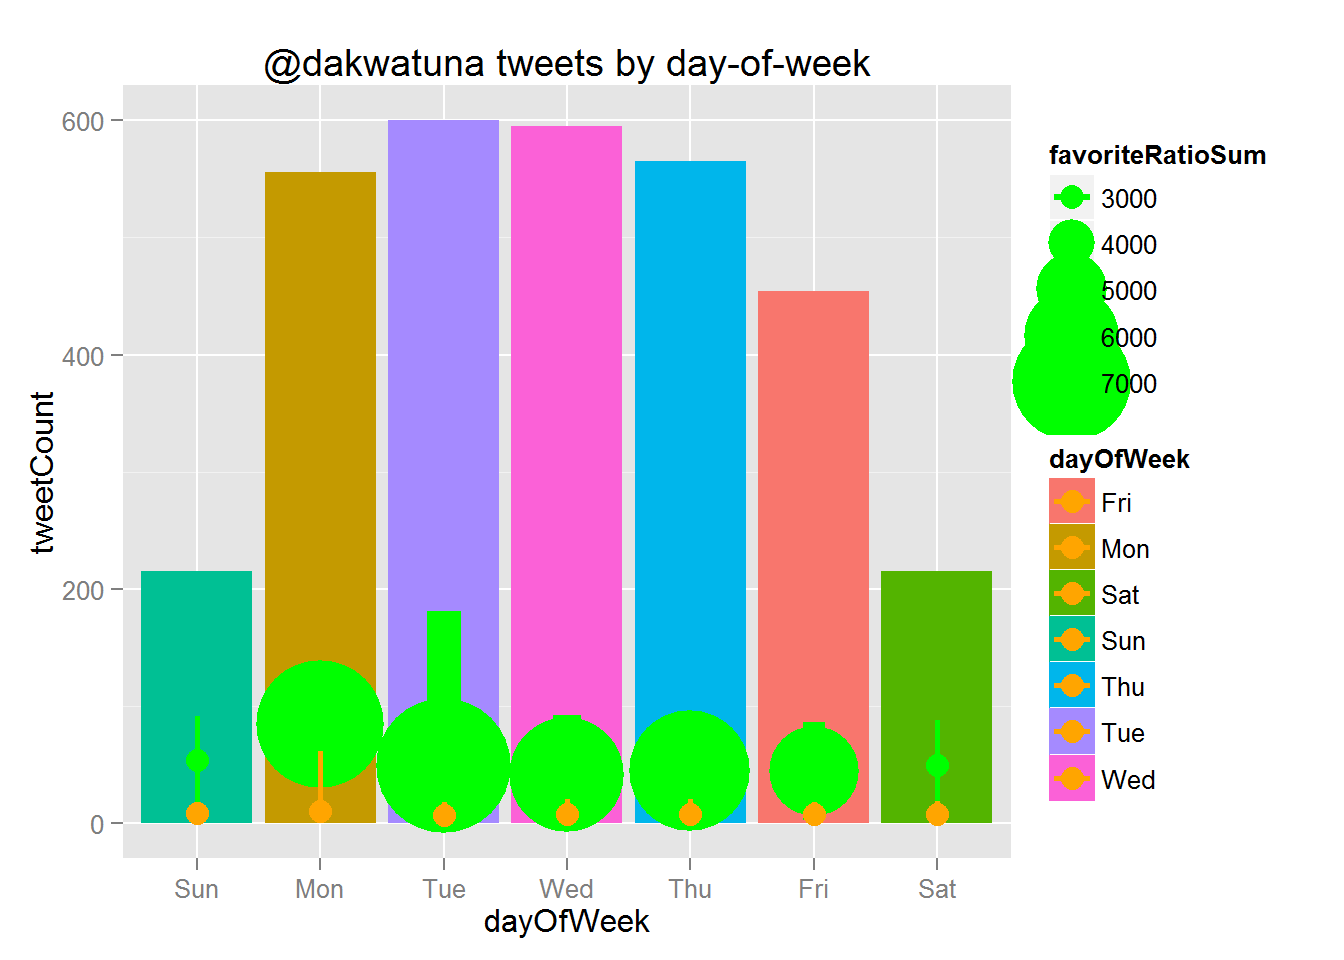 @dakwatuna tweets by day-of-week
tweetCount
600
400
200
0
Sun Mon Tue Wed Thu Fri Sat
dayOfWeek
favoriteRatioSum
3000
4000
5000
6000
7000
dayOfWeek
Fri
Mon
Sat
Sun
Thu
Tue
Wed